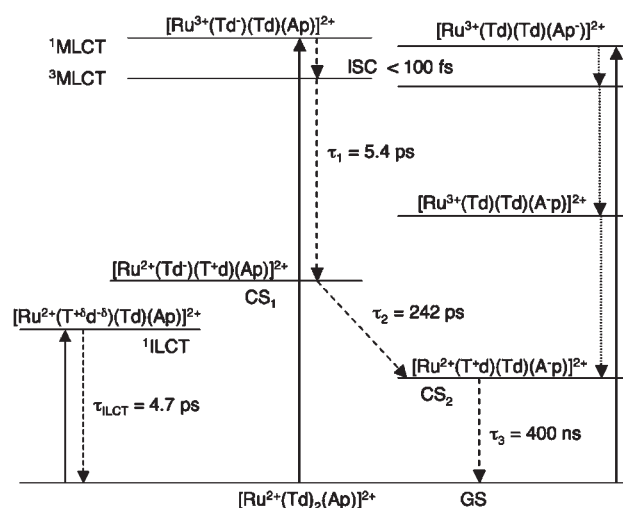 [Ru³⁺(Td⁻)(Td)(Ap)]²⁺
[Ru³⁺(Td)(Td)(Ap⁻)]²⁺
¹MLCT
³MLCT
ISC < 100 fs
τ₁ = 5.4 ps
[Ru³⁺(Td)(Td)(A⁻p)]²⁺
[Ru²⁺(Td⁻)(T⁺d)(Ap)]²⁺
CS₁
[Ru²⁺(T⁺ᵟd⁻ᵟ)(Td)(Ap)]²⁺
¹ILCT
τ₂ = 242 ps
[Ru²⁺(T⁺d)(Td)(A⁻p)]²⁺
CS₂
τ_ILCT = 4.7 ps
τ₃ = 400 ns
[Ru²⁺(Td)₂(Ap)]²⁺
GS